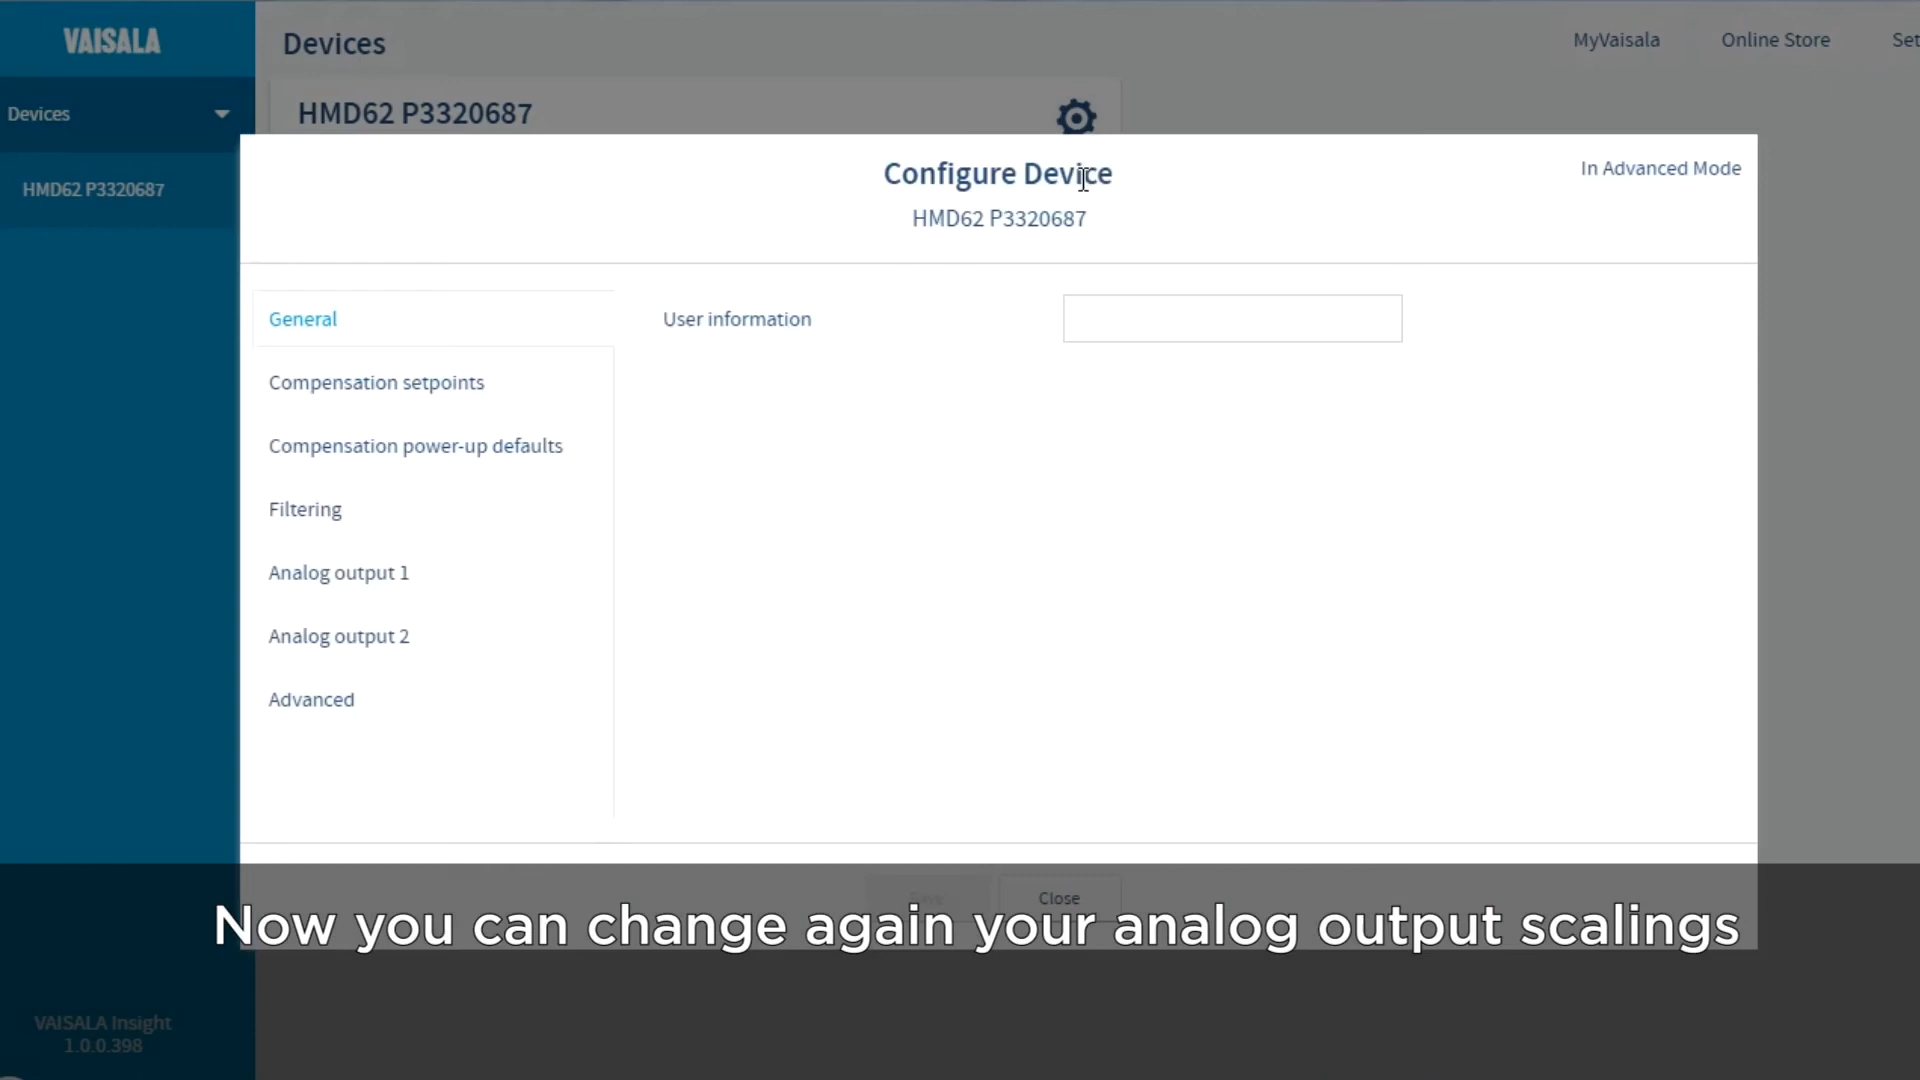 VAISALA
Devices
MyVaisala
Online Store
Set
Devices
HMD62 P3320687
HMD62 P3320687
Configure Device
In Advanced Mode
HMD62 P3320687
General
User information
Compensation setpoints
Compensation power-up defaults
Filtering
Analog output 1
Analog output 2
Advanced
Save
Close
Now you can change again your analog output scalings
VAISALA Insight
1.0.0.398